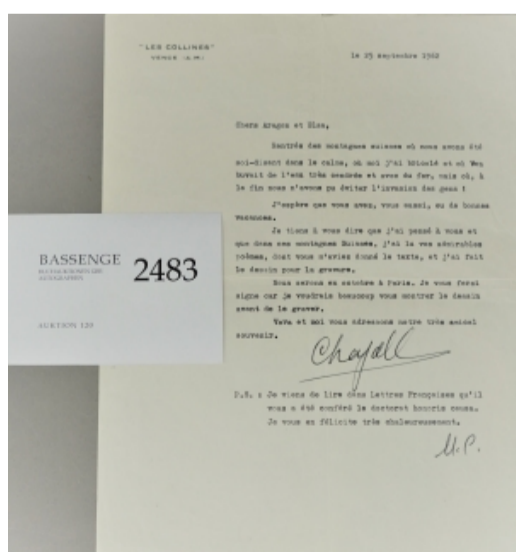 "LES COLLINES"
VENCE (A.M.)
le 25 septembre 1962
Chers Aragon et Elsa,
Rentrés des montagnes suisses où nous avons été
soi-disant dans le calme, où moi j'ai bricolé et où
buvait de l'eau très et avec du fer, mais où, à
la fin nous n'avons pu éviter l'invasion des gens !
J'espère que vous avez, vous aussi, eu de bonnes
vacances.
Je tiens à vous dire que j'ai pensé à vous et
que dans ces montagnes Suisses, j'ai lu vos admirables
poèmes, dont vous m'aviez donné le texte, et j'ai fait
le dessin pour la gravure.
Nous serons en octobre à Paris. Je vous ferai
signe car je voudrais beaucoup vous montrer le dessin
avant de le graver.
Vava et moi vous adressons notre très amical
souvenir.
Chagall
P.S. : Je viens de lire dans Lettres Françaises qu'il
vous a été conféré le doctorat honoris causa.
Je vous en félicite très chaleureusement.
BASSENGE
BUCHAUKTIONEN GBR
AUTOGRAPHEN
2483
AUKTION 120